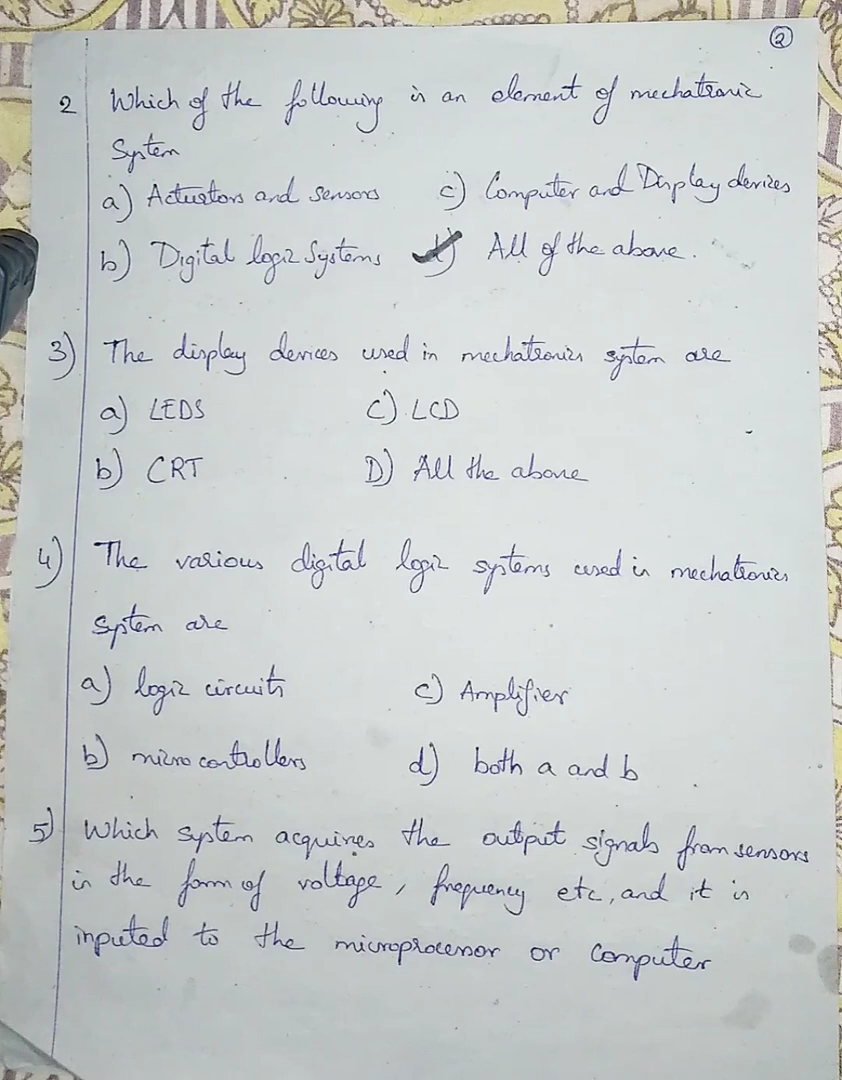 ②
2 Which of the following is an element of mechatronic
System
a) Actuators and sensors c) Computer and Display devices
b) Digital logic Systems d) All of the above.
3) The display devices used in mechatronics system are
a) LEDS C) LCD
b) CRT D) All the above
4) The various digital logic systems used in mechatronics
System are
a) logic circuits c) Amplifier
b) micro controllers d) both a and b
5) Which system acquires the output signals from sensors
in the form of voltage, frequency etc, and it is
inputed to the microprocessor or Computer